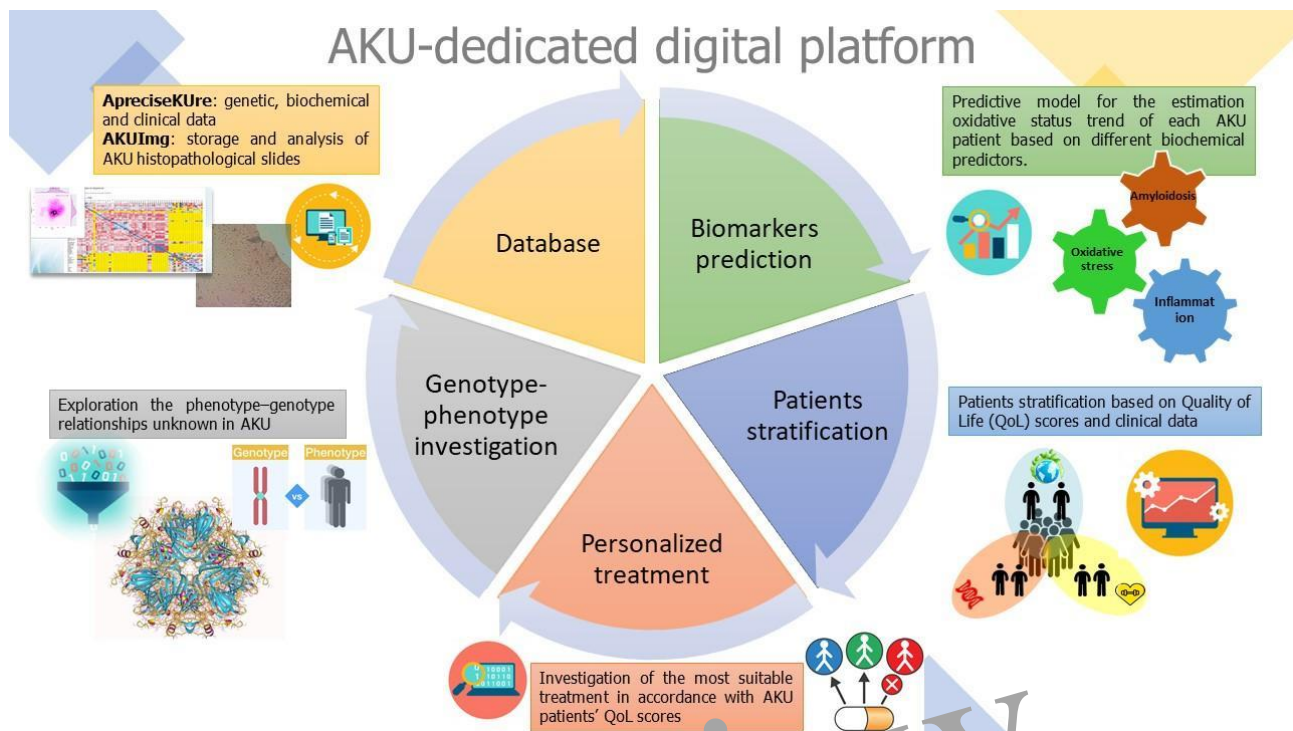 AKU-dedicated digital platform
ApreciseKUre: genetic, biochemical
and clinical data
AKUImg: storage and analysis of
AKU histopathological slides
Predictive model for the estimation
oxidative status trend of each AKU
patient based on different biochemical
predictors.
Amyloidosis
Oxidative
stress
Inflammat
ion
Database
Biomarkers
prediction
Genotype-
phenotype
investigation
Patients
stratification
Personalized
treatment
Exploration the phenotype–genotype
relationships unknown in AKU
Genotype
Phenotype
vs
Patients stratification based on Quality of
Life (QoL) scores and clinical data
Investigation of the most suitable
treatment in accordance with AKU
patients' QoL scores